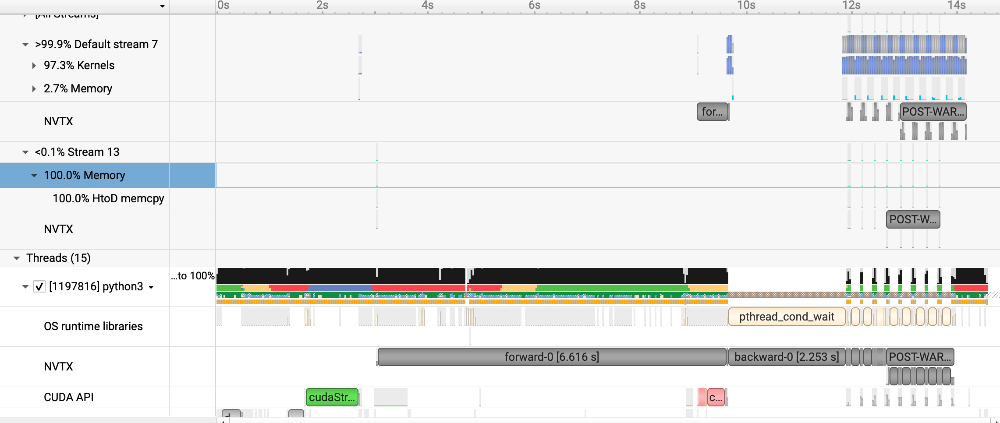 0s 2s 4s 6s 8s 10s 12s 14s
[All Streams]
>99.9% Default stream 7
97.3% Kernels
2.7% Memory
NVTX for... POST-WAR...
<0.1% Stream 13
100.0% Memory
100.0% HtoD memcpy
NVTX POST-W...
Threads (15)
[1197816] python3 ...to 100%
OS runtime libraries pthread_cond_wait
NVTX forward-0 [6.616 s] backward-0 [2.253 s] POST-WAR...
CUDA API cudaStr... c...